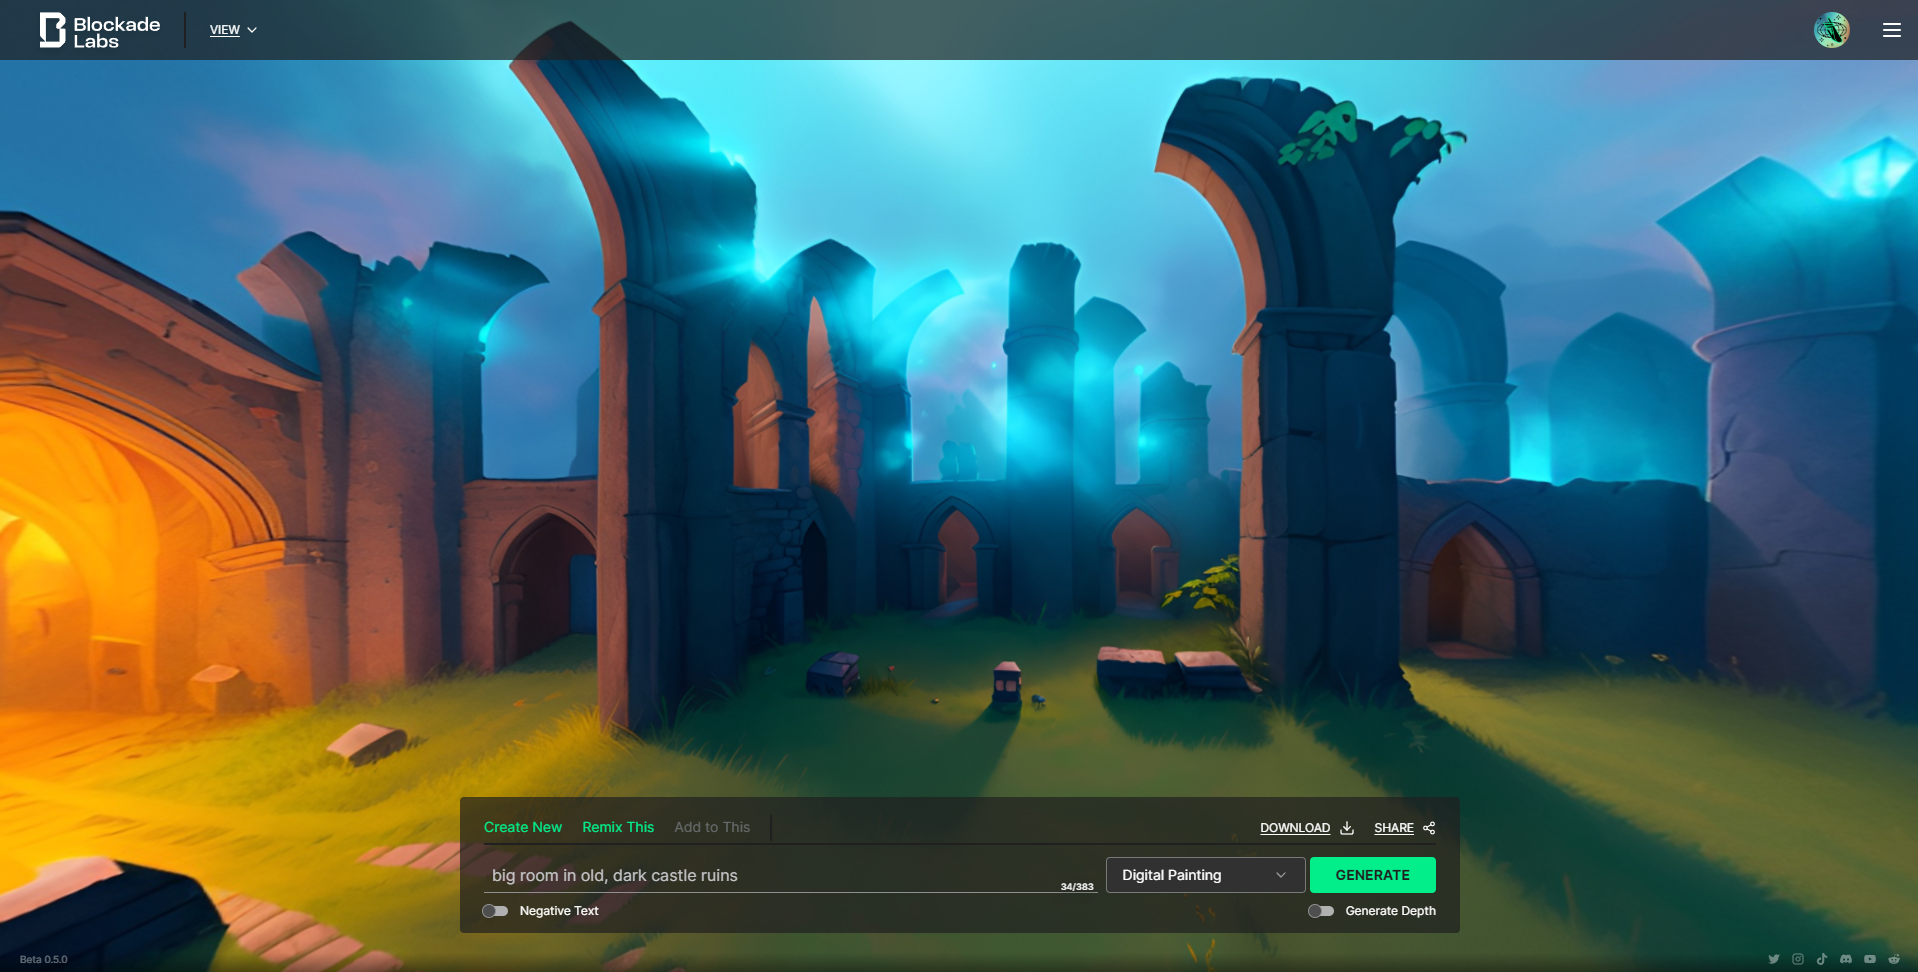 Blockade
Labs
VIEW
Create New Remix This Add to This DOWNLOAD SHARE
big room in old, dark castle ruins
34/383
Digital Painting
GENERATE
Negative Text
Generate Depth
Beta 0.5.0